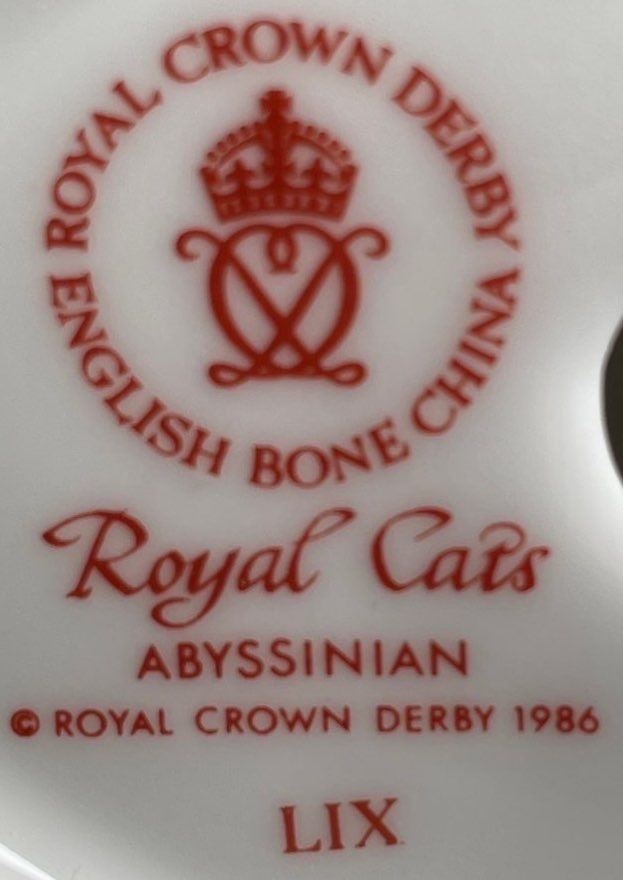 ROYAL CROWN DERBY
ENGLISH BONE CHINA
Royal Cats
ABYSSINIAN
© ROYAL CROWN DERBY 1986
LIX